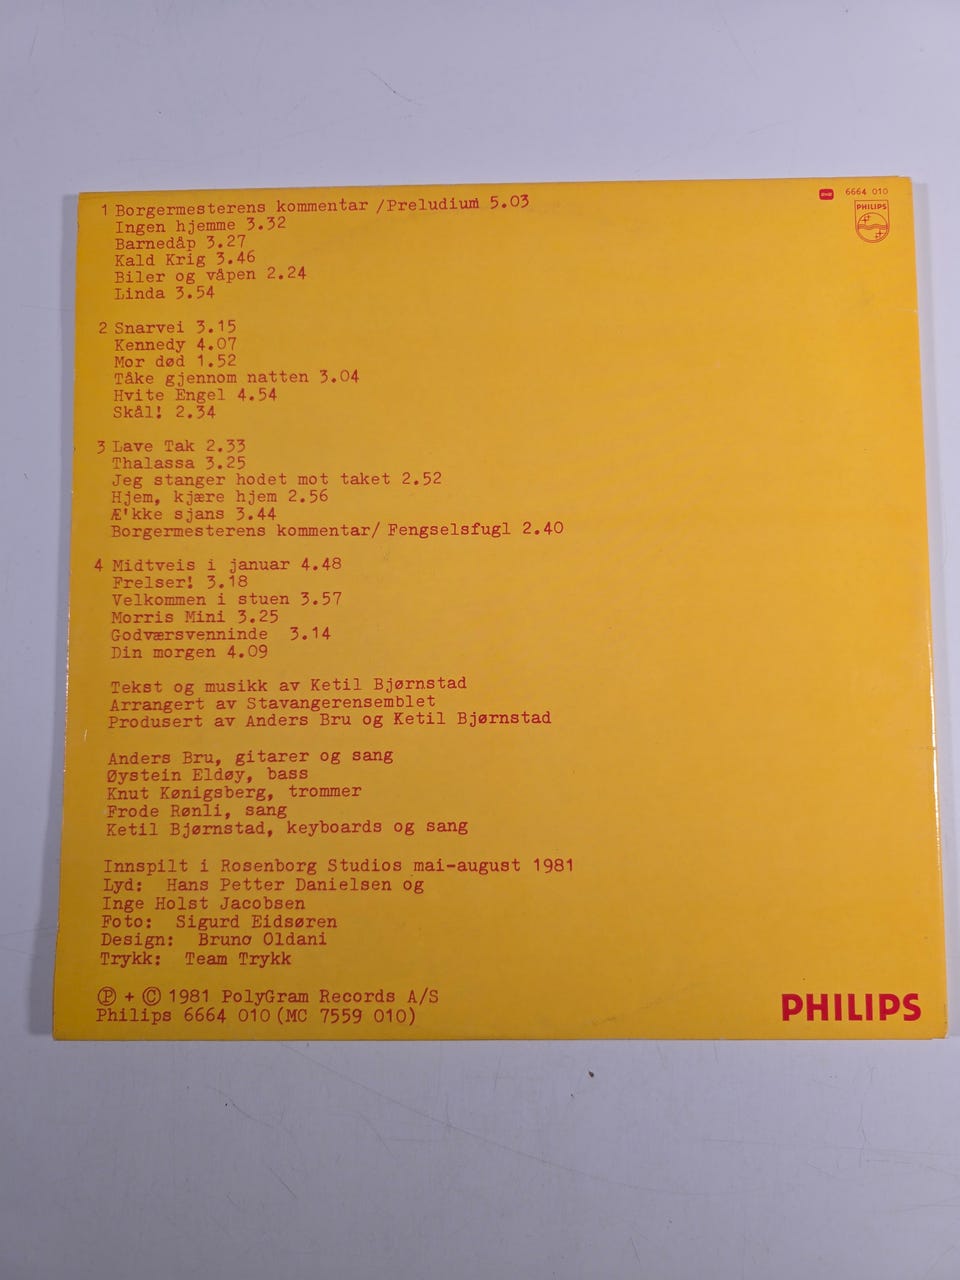 6664 010
PHILIPS
1 Borgermesterens kommentar /Preludium 5.03
Ingen hjemme 3.32
Barnedåp 3.27
Kald Krig 3.46
Biler og våpen 2.24
Linda 3.54
2 Snarvei 3.15
Kennedy 4.07
Mor død 1.52
Tåke gjennom natten 3.04
Hvite Engel 4.54
Skål! 2.34
3 Lave Tak 2.33
Thalassa 3.25
Jeg stanger hodet mot taket 2.52
Hjem, kjære hjem 2.56
Æ'kke sjans 3.44
Borgermesterens kommentar/ Fengselsfugl 2.40
4 Midtveis i januar 4.48
Frelser! 3.18
Velkommen i stuen 3.57
Morris Mini 3.25
Godværsvenninde 3.14
Din morgen 4.09
Tekst og musikk av Ketil Bjørnstad
Arrangert av Stavangerensemblet
Produsert av Anders Bru og Ketil Bjørnstad
Anders Bru, gitarer og sang
Øystein Eldøy, bass
Knut Kønigsberg, trommer
Frode Rønli, sang
Ketil Bjørnstad, keyboards og sang
Innspilt i Rosenborg Studios mai-august 1981
Lyd: Hans Petter Danielsen og
Inge Holst Jacobsen
Foto: Sigurd Eidsøren
Design: Bruno Oldani
Trykk: Team Trykk
Ⓟ + Ⓒ 1981 PolyGram Records A/S
Philips 6664 010 (MC 7559 010)
PHILIPS